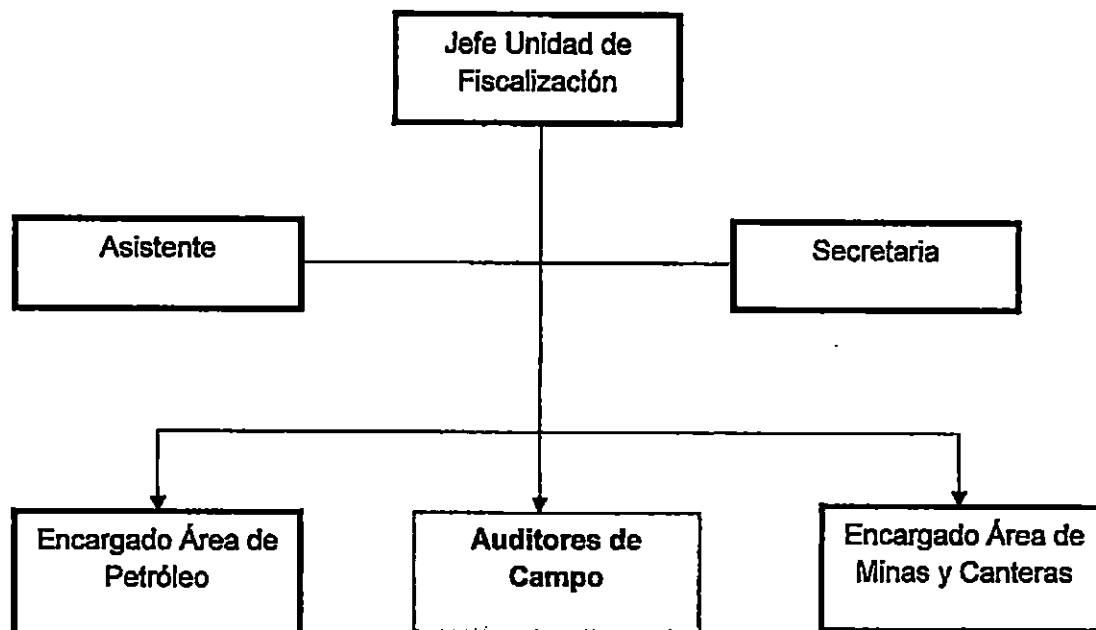 Jefe Unidad de
Fiscalización
Asistente
Secretaria
Encargado Área de
Petróleo
Auditores de
Campo
Encargado Área de
Minas y Canteras